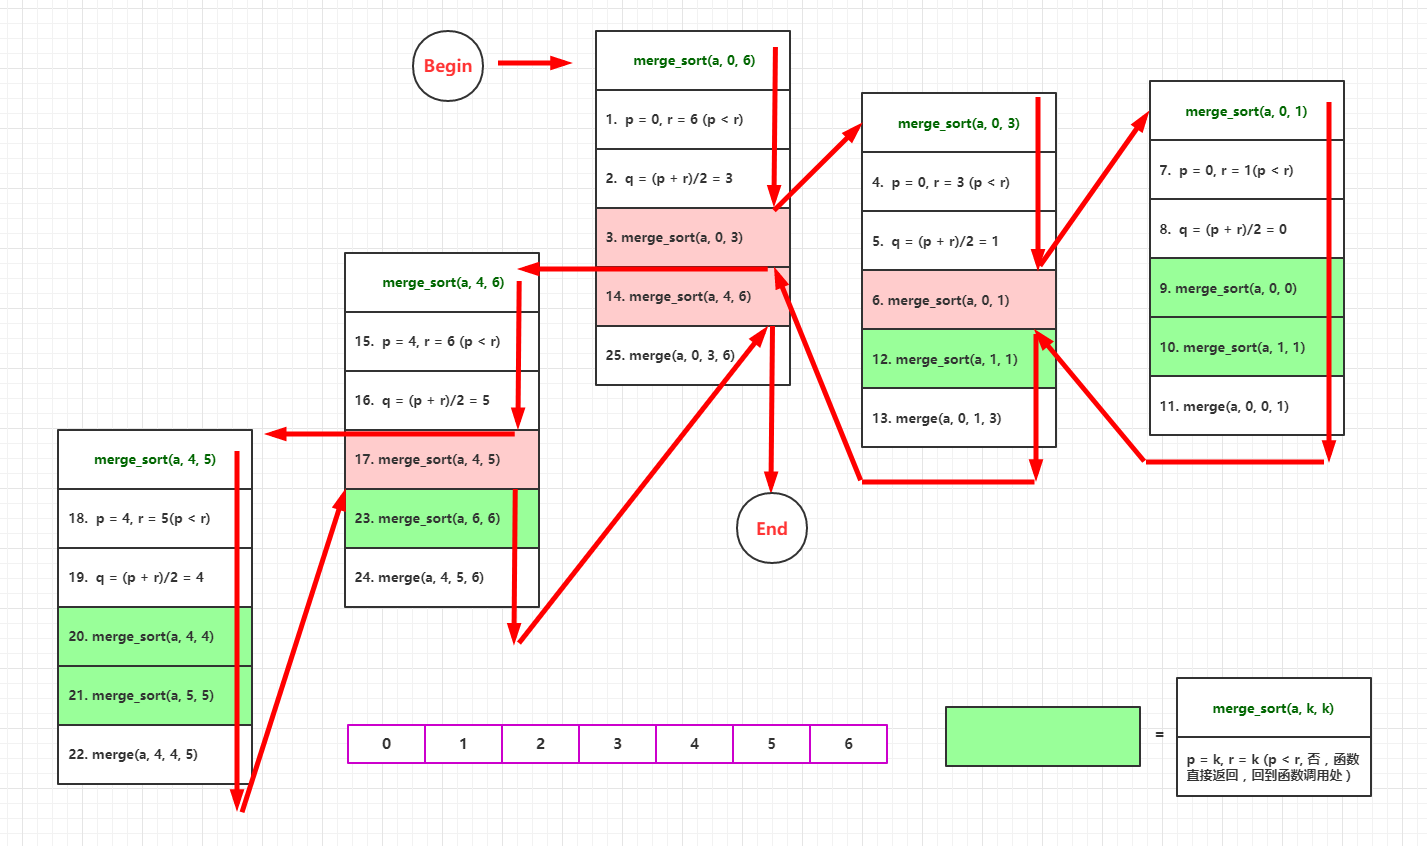 Begin
merge_sort(a, 0, 6)
1. p = 0, r = 6 (p < r)
2. q = (p + r)/2 = 3
3. merge_sort(a, 0, 3)
14. merge_sort(a, 4, 6)
25. merge(a, 0, 3, 6)
merge_sort(a, 0, 3)
4. p = 0, r = 3 (p < r)
5. q = (p + r)/2 = 1
6. merge_sort(a, 0, 1)
12. merge_sort(a, 1, 1)
13. merge(a, 0, 1, 3)
merge_sort(a, 0, 1)
7. p = 0, r = 1(p < r)
8. q = (p + r)/2 = 0
9. merge_sort(a, 0, 0)
10. merge_sort(a, 1, 1)
11. merge(a, 0, 0, 1)
merge_sort(a, 4, 6)
15. p = 4, r = 6 (p < r)
16. q = (p + r)/2 = 5
17. merge_sort(a, 4, 5)
23. merge_sort(a, 6, 6)
24. merge(a, 4, 5, 6)
merge_sort(a, 4, 5)
18. p = 4, r = 5(p < r)
19. q = (p + r)/2 = 4
20. merge_sort(a, 4, 4)
21. merge_sort(a, 5, 5)
22. merge(a, 4, 4, 5)
End
0 1 2 3 4 5 6
=
merge_sort(a, k, k)
p = k, r = k (p < r, 否，函数
直接返回，回到函数调用处）